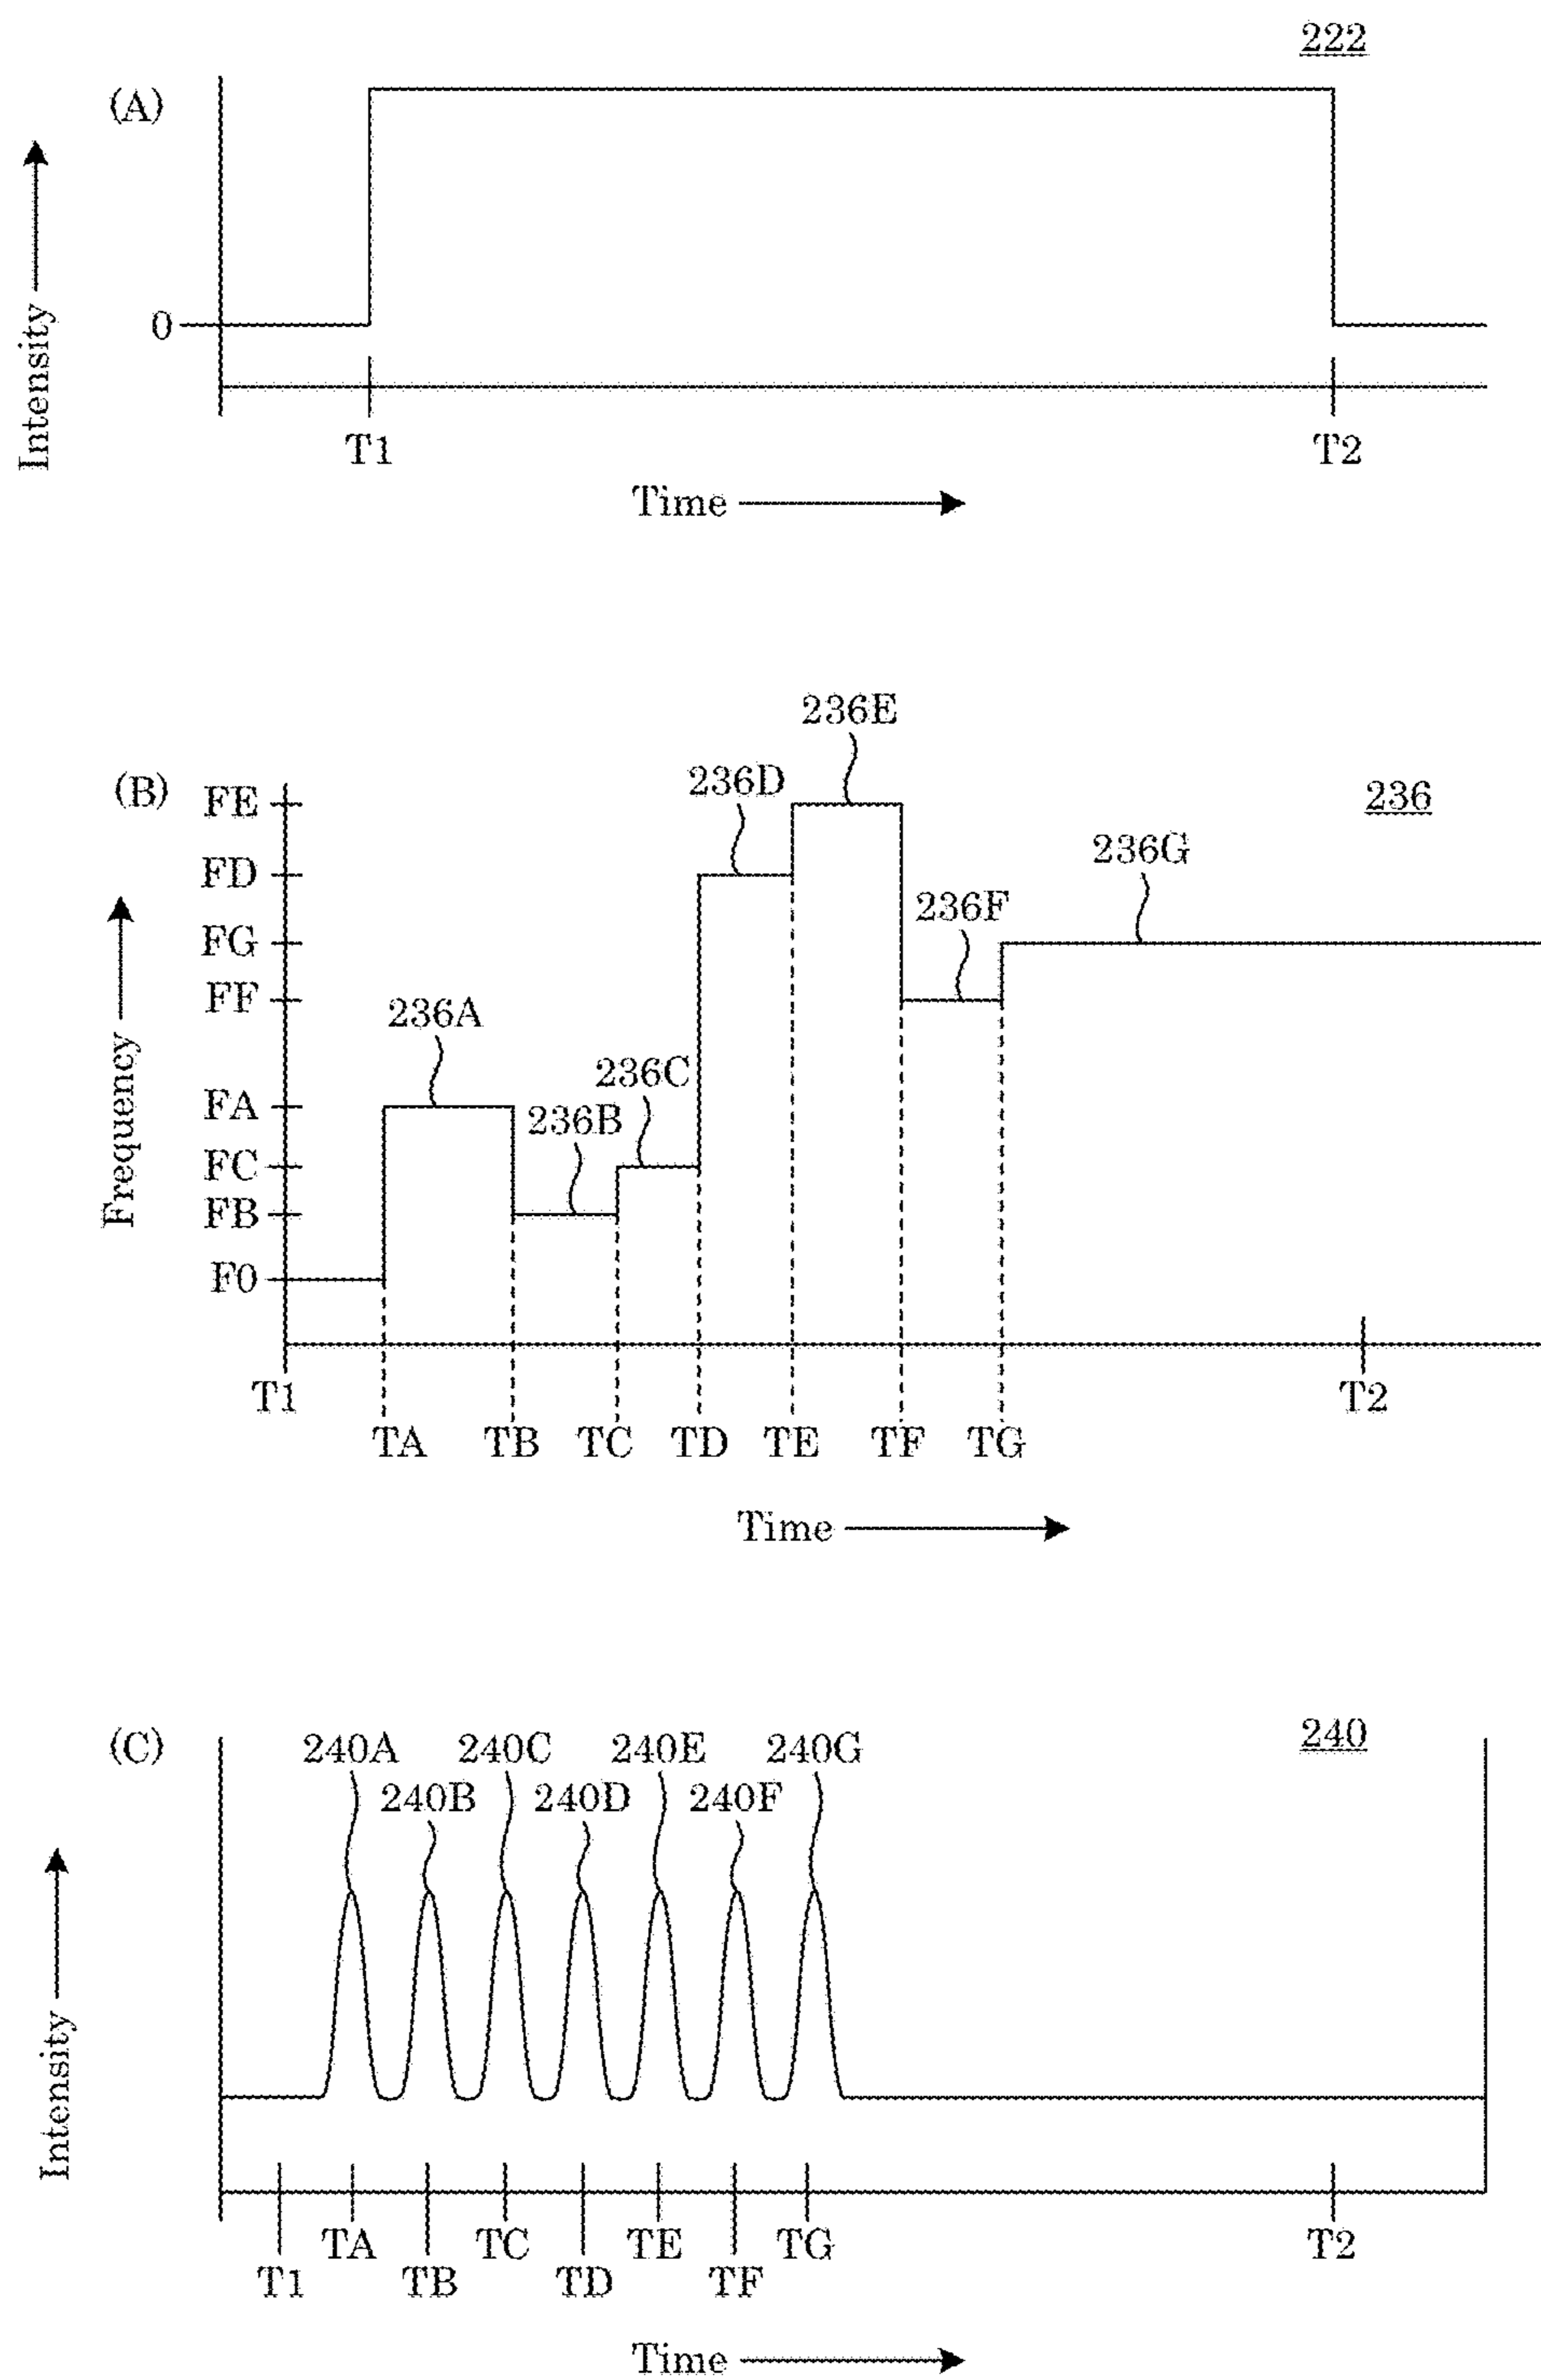 222
(A)
Intensity
0
T1
T2
Time
236E
(B)
FE
236D
236
FD
236G
FG
236F
FF
236A
236C
FA
236B
FC
FB
Frequency
F0
T1
T2
TA
TB
TC
TD
TE
TF
TG
Time
240
(C)
240A
240C
240E
240G
240B
240D
240F
Intensity
TA
TC
TE
TG
T2
T1
TB
TD
TF
Time